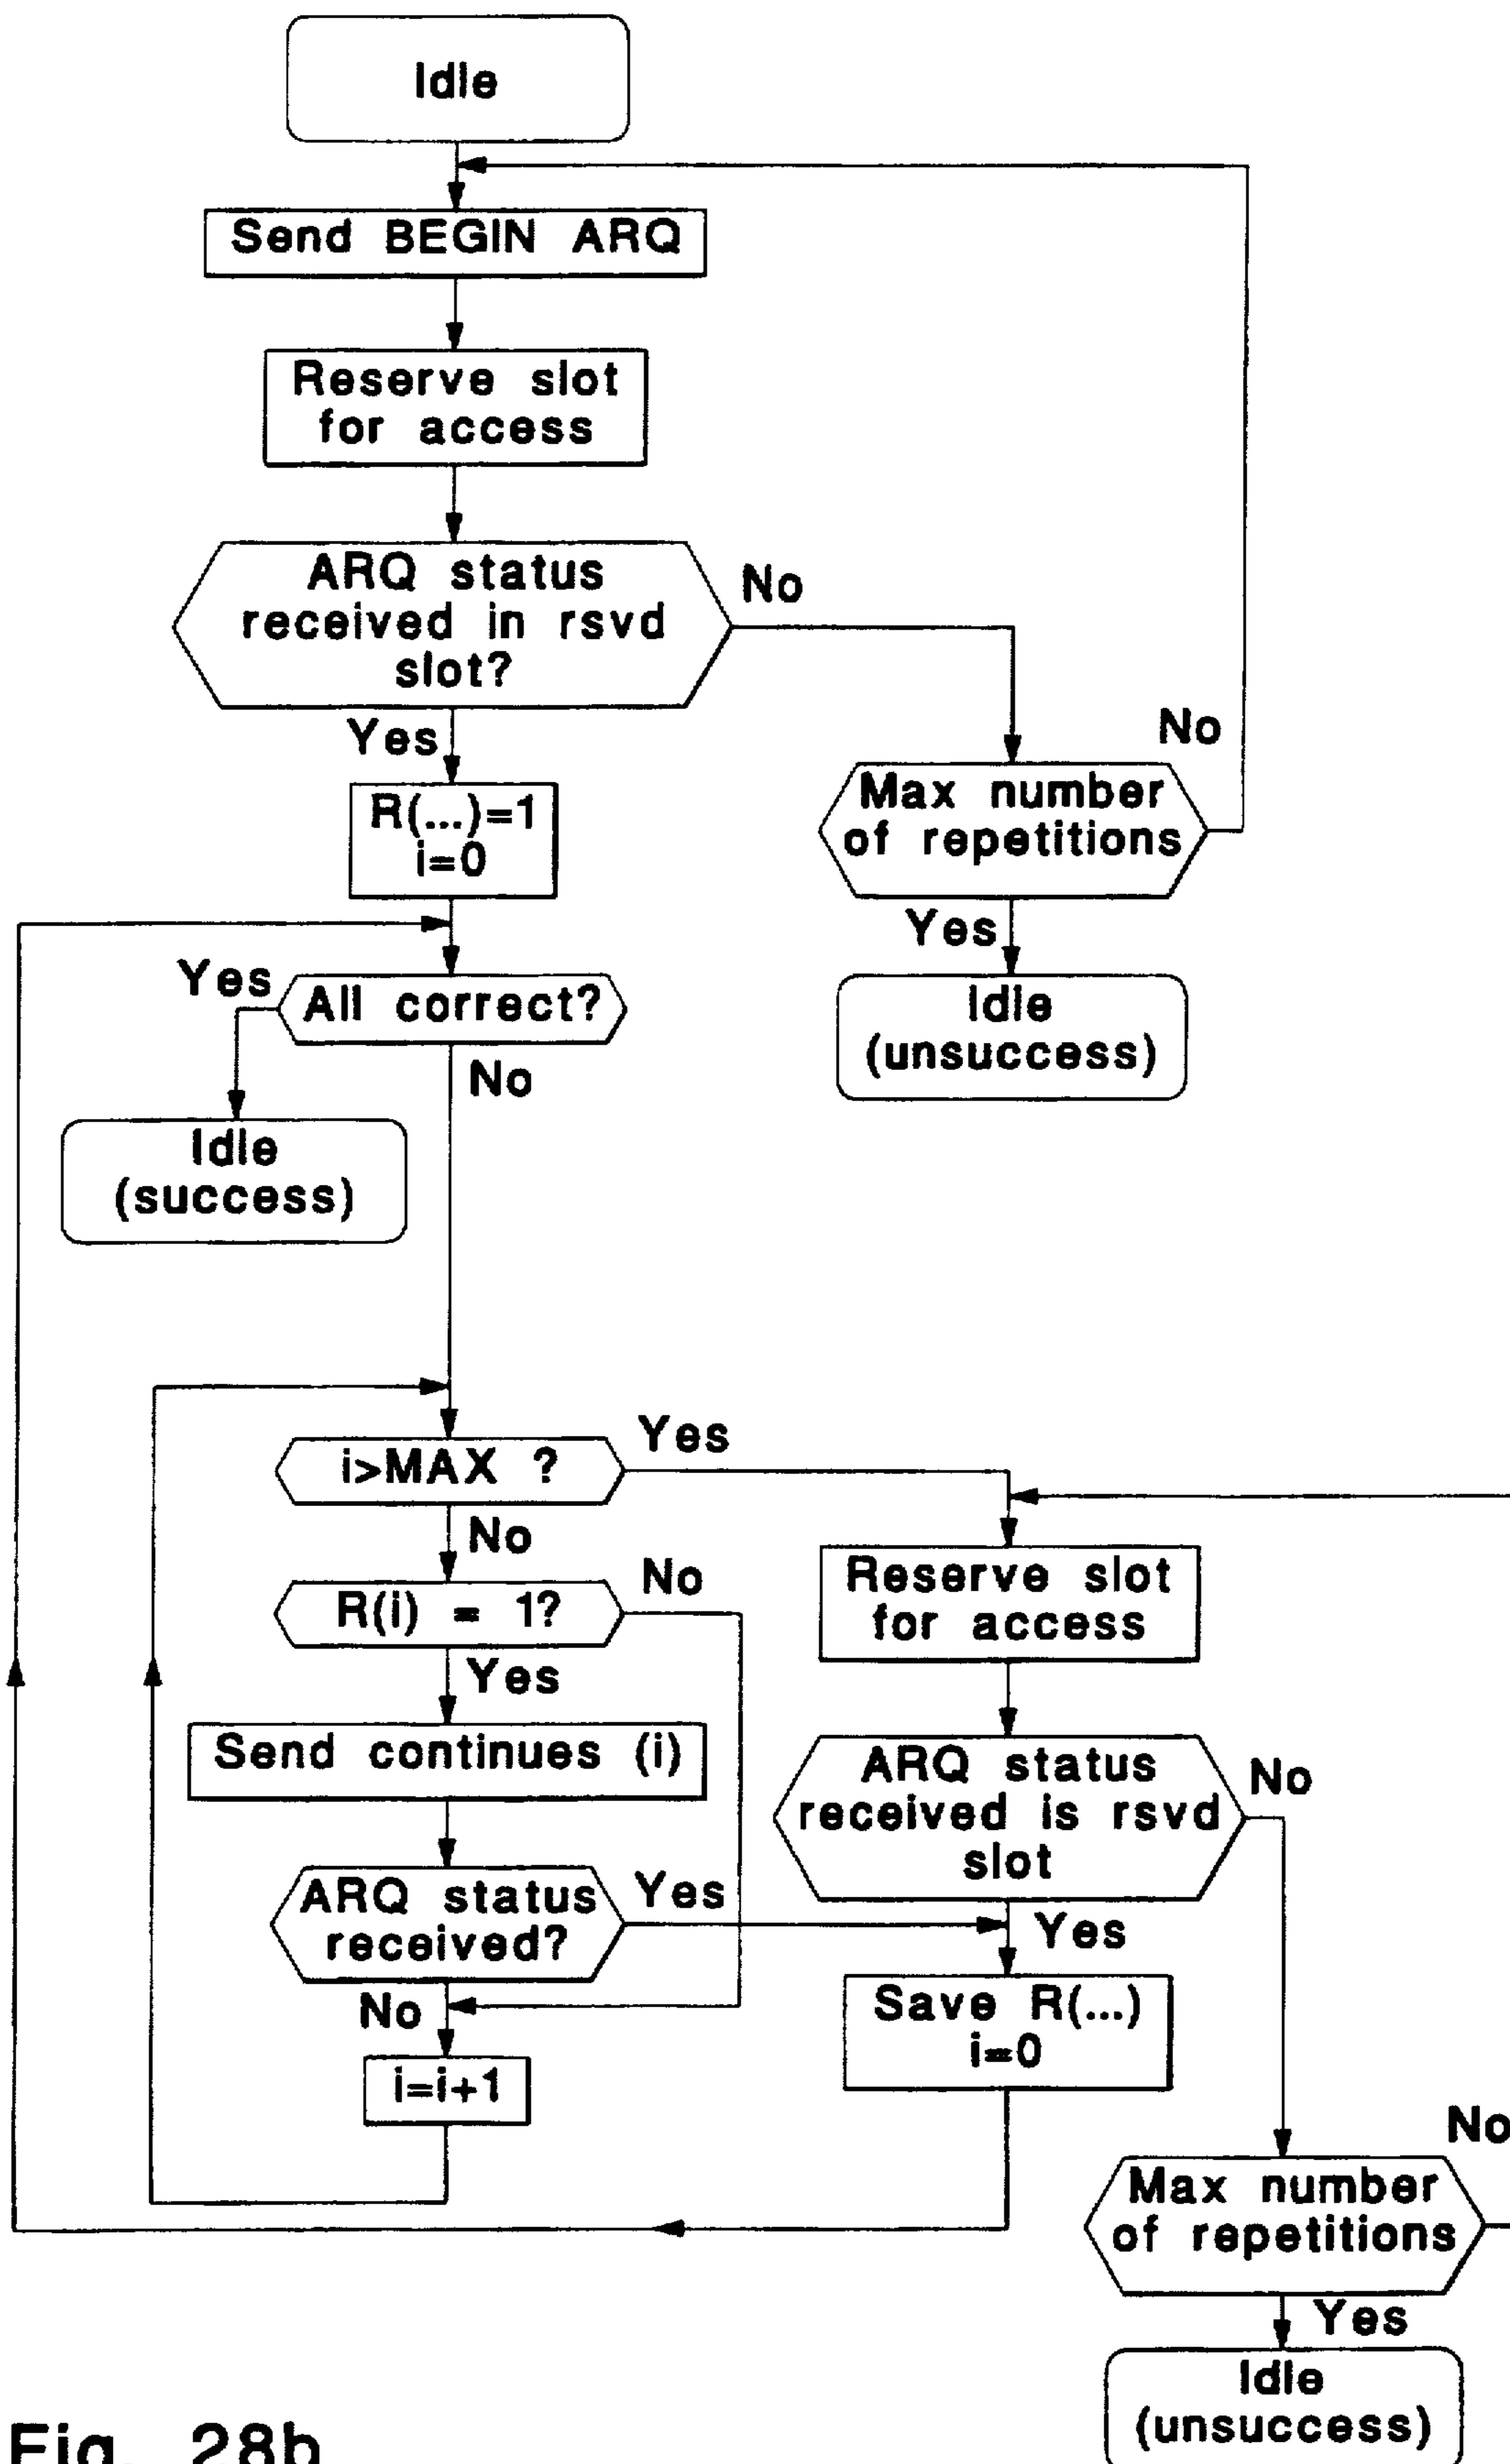 Idle
Send BEGIN ARQ
Reserve slot
for access
ARQ status
received in rsvd
slot?
No
Yes
No
R(...)=1
i=0
Max number
of repetitions
Yes
Idle
(unsuccess)
Yes
All correct?
No
Idle
(success)
i>MAX ?
Yes
No
R(i) = 1?
No
Yes
Reserve slot
for access
Send continues (i)
ARQ status
received is rsvd
slot
No
ARQ status
received?
Yes
Yes
No
Save R(...)
i=0
i=i+1
No
Max number
of repetitions
Yes
Idle
(unsuccess)
Fig. 28b